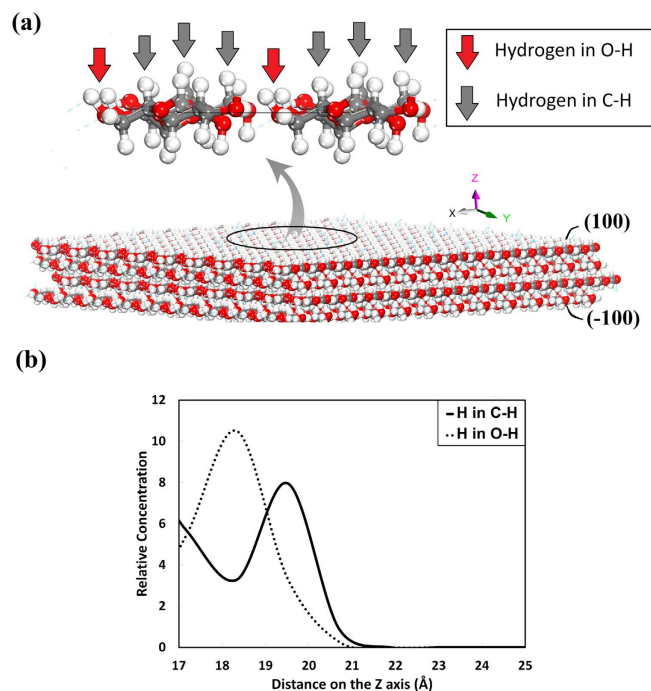 (a)
Hydrogen in O-H
Hydrogen in C-H
Z
X
Y
(100)
(-100)
(b)
12
10
8
6
4
2
0
H in C-H
H in O-H
Relative Concentration
17 18 19 20 21 22 23 24 25
Distance on the Z axis (Å)